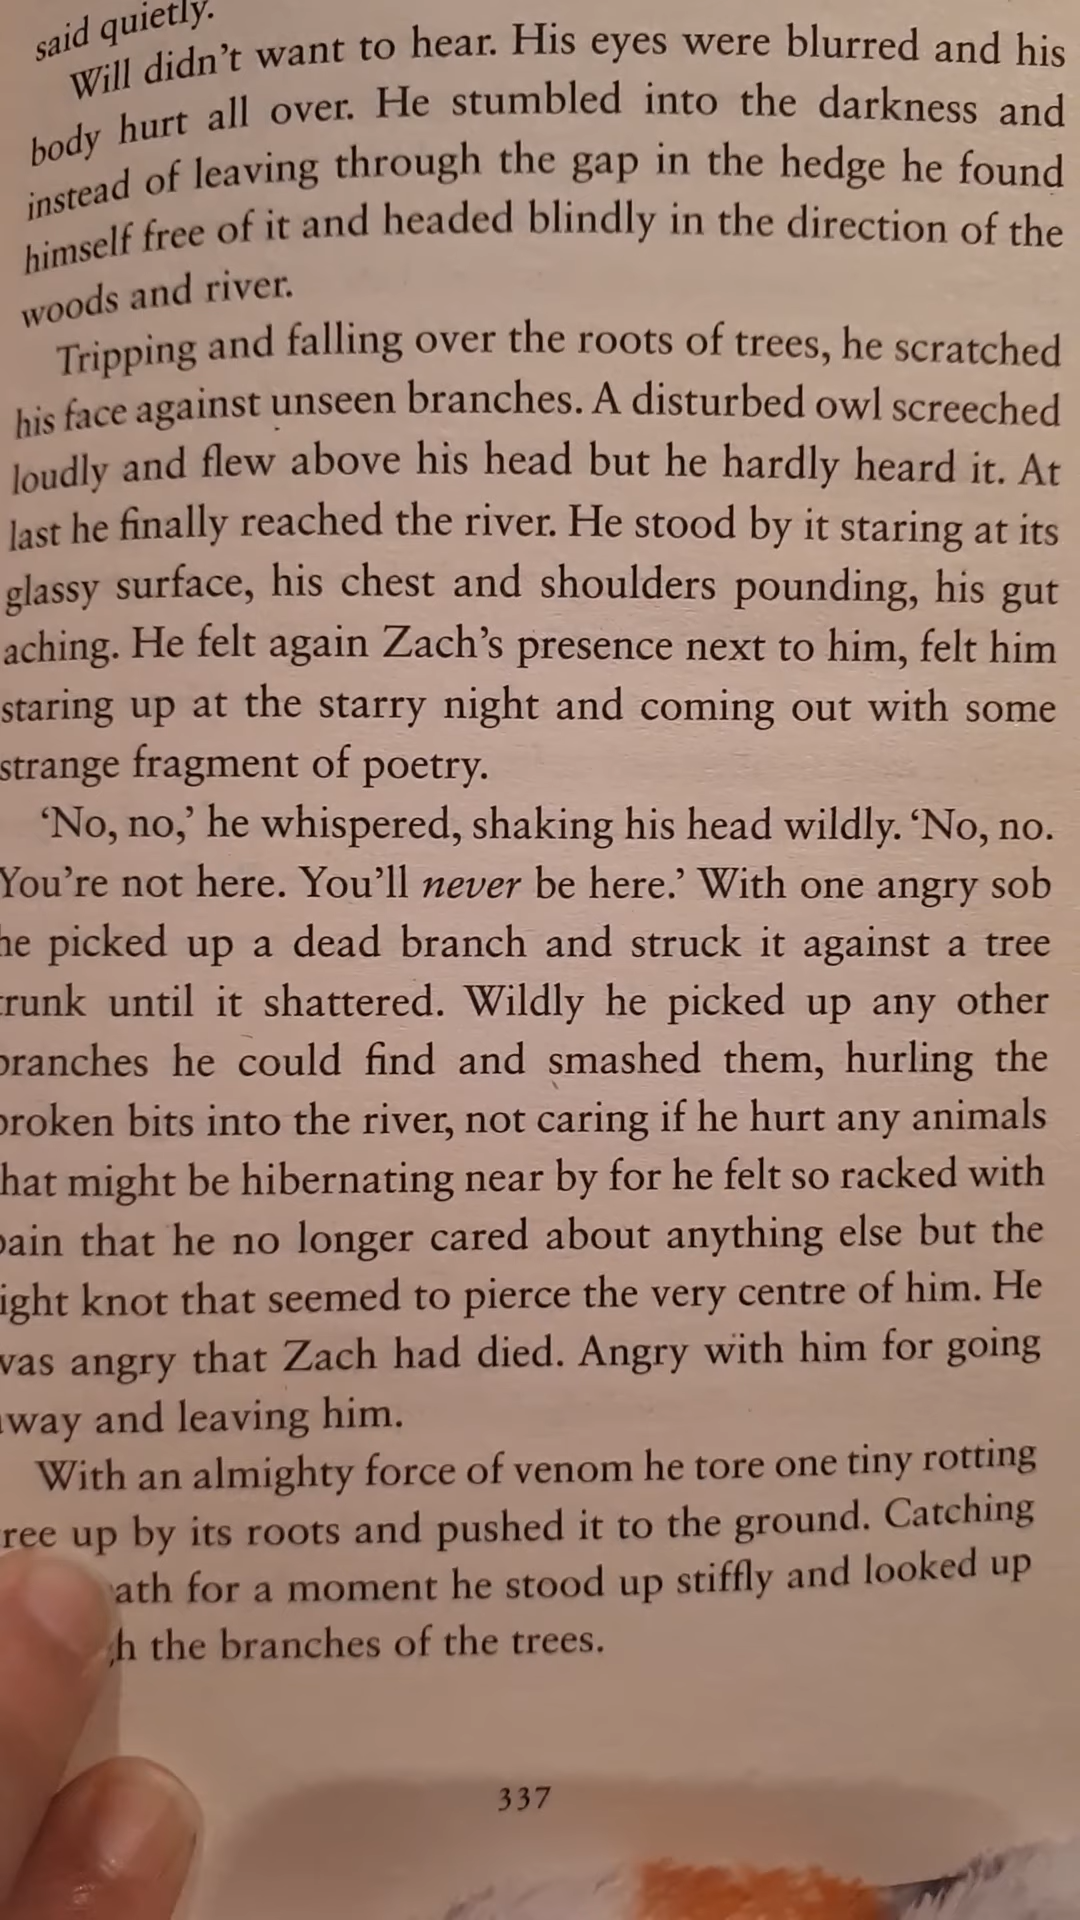 said quietly.
Will didn't want to hear. His eyes were blurred and his
body hurt all over. He stumbled into the darkness and
instead of leaving through the gap in the hedge he found
himself free of it and headed blindly in the direction of the
woods and river.
Tripping and falling over the roots of trees, he scratched
his face against unseen branches. A disturbed owl screeched
loudly and flew above his head but he hardly heard it. At
last he finally reached the river. He stood by it staring at its
glassy surface, his chest and shoulders pounding, his gut
aching. He felt again Zach's presence next to him, felt him
staring up at the starry night and coming out with some
strange fragment of poetry.
‘No, no,’ he whispered, shaking his head wildly. ‘No, no.
You're not here. You'll never be here.’ With one angry sob
he picked up a dead branch and struck it against a tree
runk until it shattered. Wildly he picked up any other
branches he could find and smashed them, hurling the
broken bits into the river, not caring if he hurt any animals
hat might be hibernating near by for he felt so racked with
pain that he no longer cared about anything else but the
ight knot that seemed to pierce the very centre of him. He
was angry that Zach had died. Angry with him for going
way and leaving him.
With an almighty force of venom he tore one tiny rotting
ree up by its roots and pushed it to the ground. Catching
ath for a moment he stood up stiffly and looked up
h the branches of the trees.
337